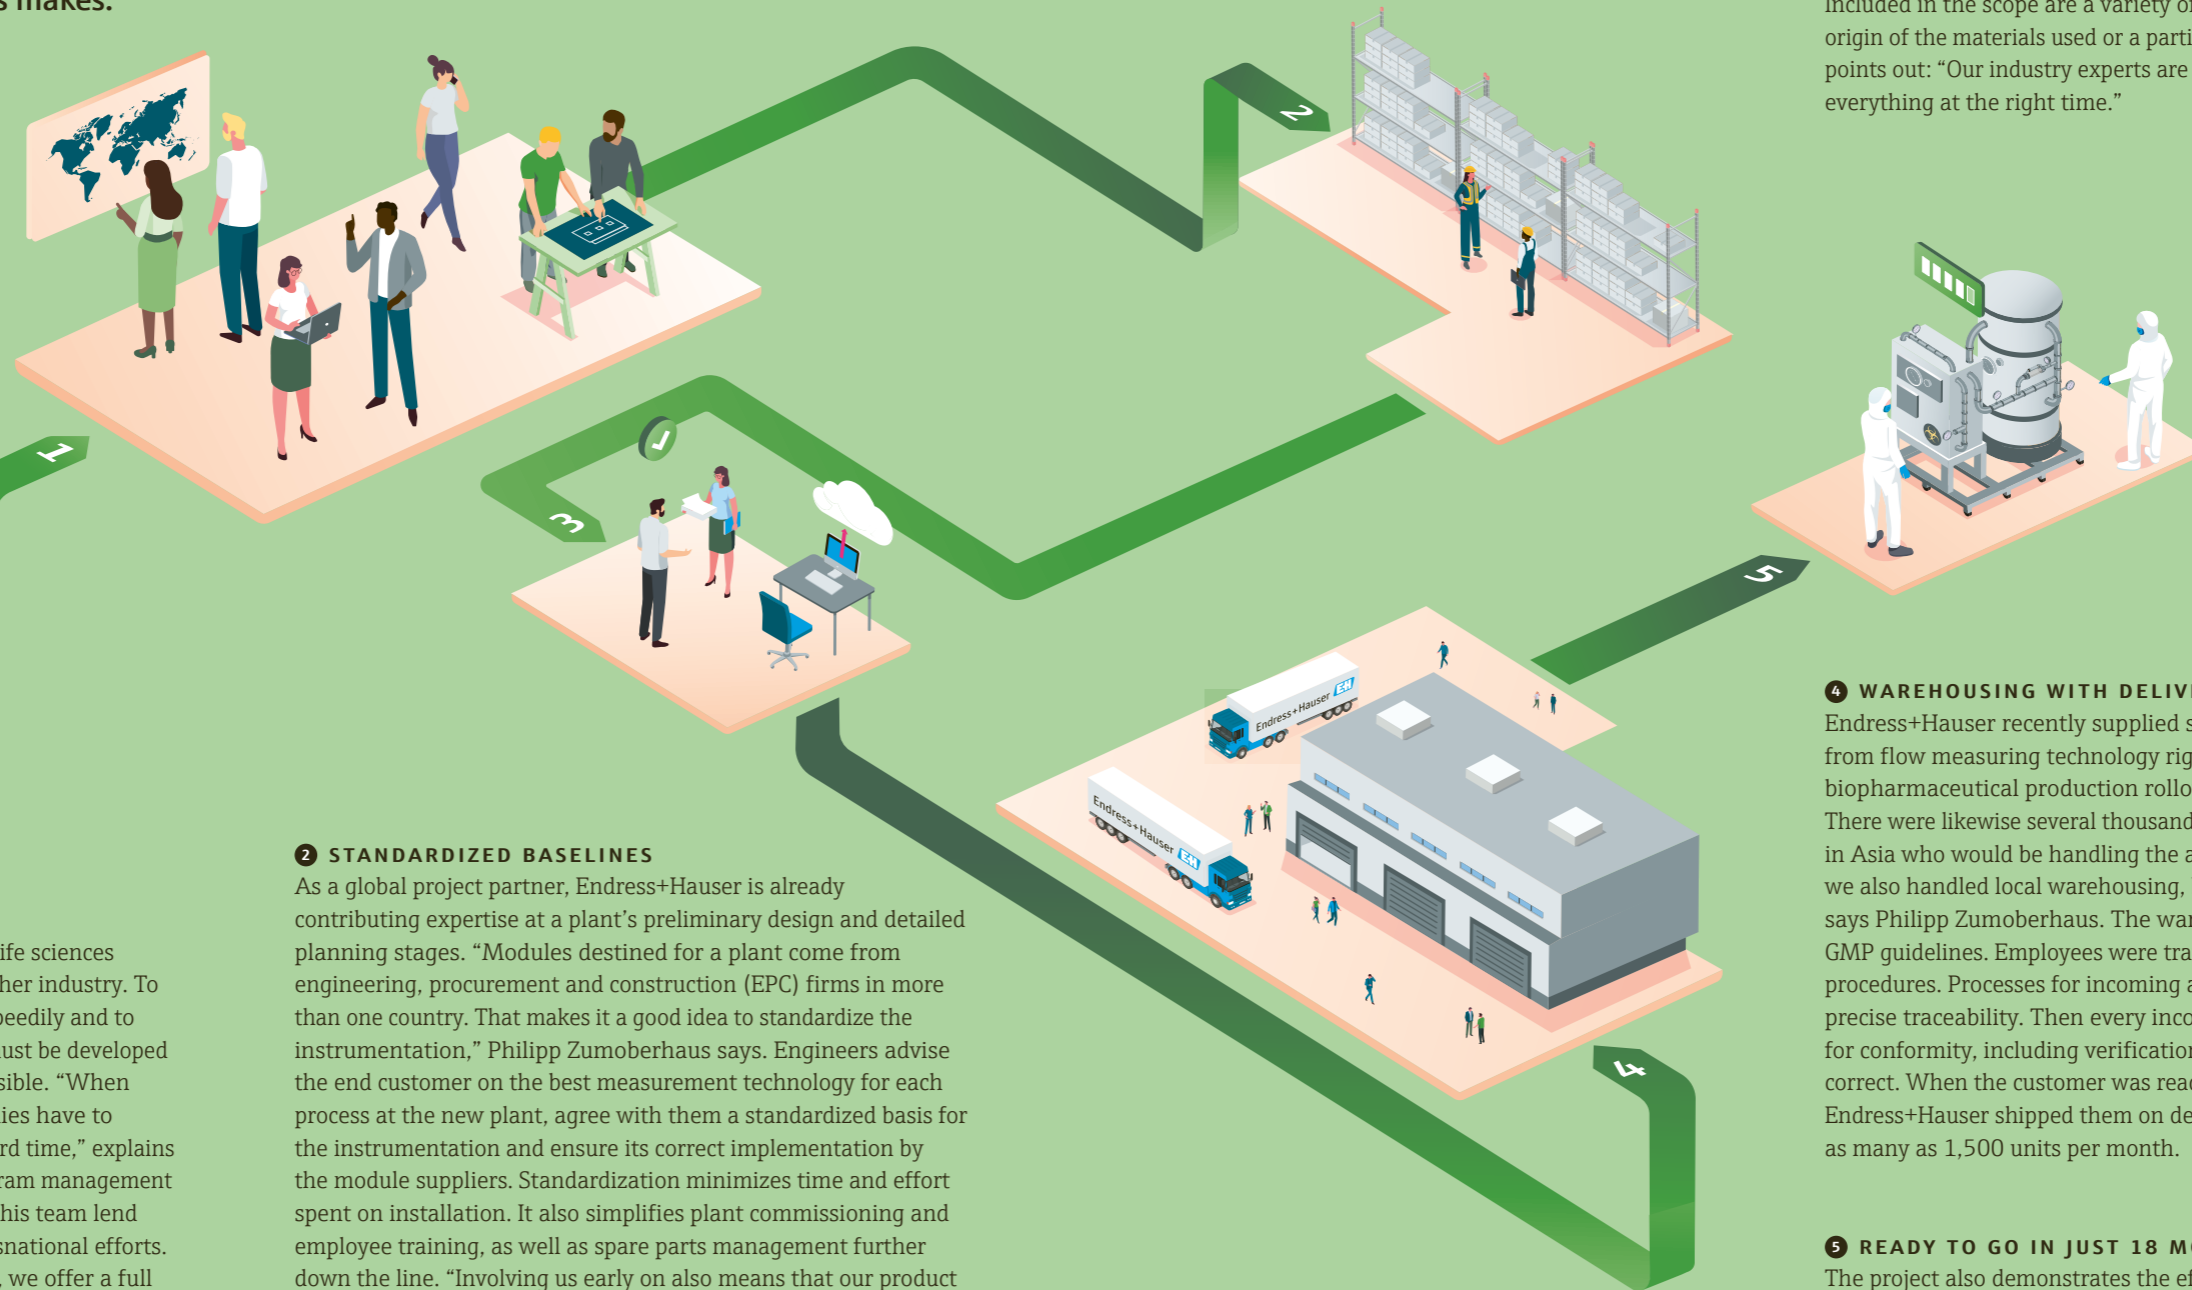 s makes.
1
2
3
5
4
Endress+Hauser
EH
Endress+Hauser
EH
ife sciences
her industry. To
peedily and to
ust be developed
sible. “When
ies have to
rd time,” explains
ram management
his team lend
snational efforts.
, we offer a full
2 STANDARDIZED BASELINES
As a global project partner, Endress+Hauser is already
contributing expertise at a plant’s preliminary design and detailed
planning stages. “Modules destined for a plant come from
engineering, procurement and construction (EPC) firms in more
than one country. That makes it a good idea to standardize the
instrumentation,” Philipp Zumoberhaus says. Engineers advise
the end customer on the best measurement technology for each
process at the new plant, agree with them a standardized basis for
the instrumentation and ensure its correct implementation by
the module suppliers. Standardization minimizes time and effort
spent on installation. It also simplifies plant commissioning and
employee training, as well as spare parts management further
down the line. “Involving us early on also means that our product
Included in the scope are a variety o
origin of the materials used or a parti
points out: “Our industry experts are
everything at the right time.”
4 WAREHOUSING WITH DELIV
Endress+Hauser recently supplied s
from flow measuring technology rig
biopharmaceutical production rollo
There were likewise several thousand
in Asia who would be handling the a
we also handled local warehousing,
says Philipp Zumoberhaus. The war
GMP guidelines. Employees were tra
procedures. Processes for incoming a
precise traceability. Then every inco
for conformity, including verification
correct. When the customer was rea
Endress+Hauser shipped them on de
as many as 1,500 units per month.
5 READY TO GO IN JUST 18 M
The project also demonstrates the ef